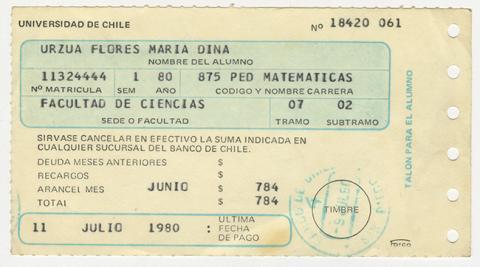 UNIVERSIDAD DE CHILE
Nº 18420 061
URZUA FLORES MARIA DINA
NOMBRE DEL ALUMNO
11324444 1 80 875 PED MATEMATICAS
Nº MATRICULA SEM AÑO CODIGO Y NOMBRE CARRERA
FACULTAD DE CIENCIAS 07 02
SEDE O FACULTAD TRAMO SUBTRAMO
SIRVASE CANCELAR EN EFECTIVO LA SUMA INDICADA EN
CUALQUIER SUCURSAL DEL BANCO DE CHILE.
DEUDA MESES ANTERIORES $
RECARGOS $
ARANCEL MES JUNIO $ 784
TOTAL $ 784
TIMBRE
11 JULIO 1980 : ULTIMA
FECHA
DE PAGO
TALON PARA EL ALUMNO